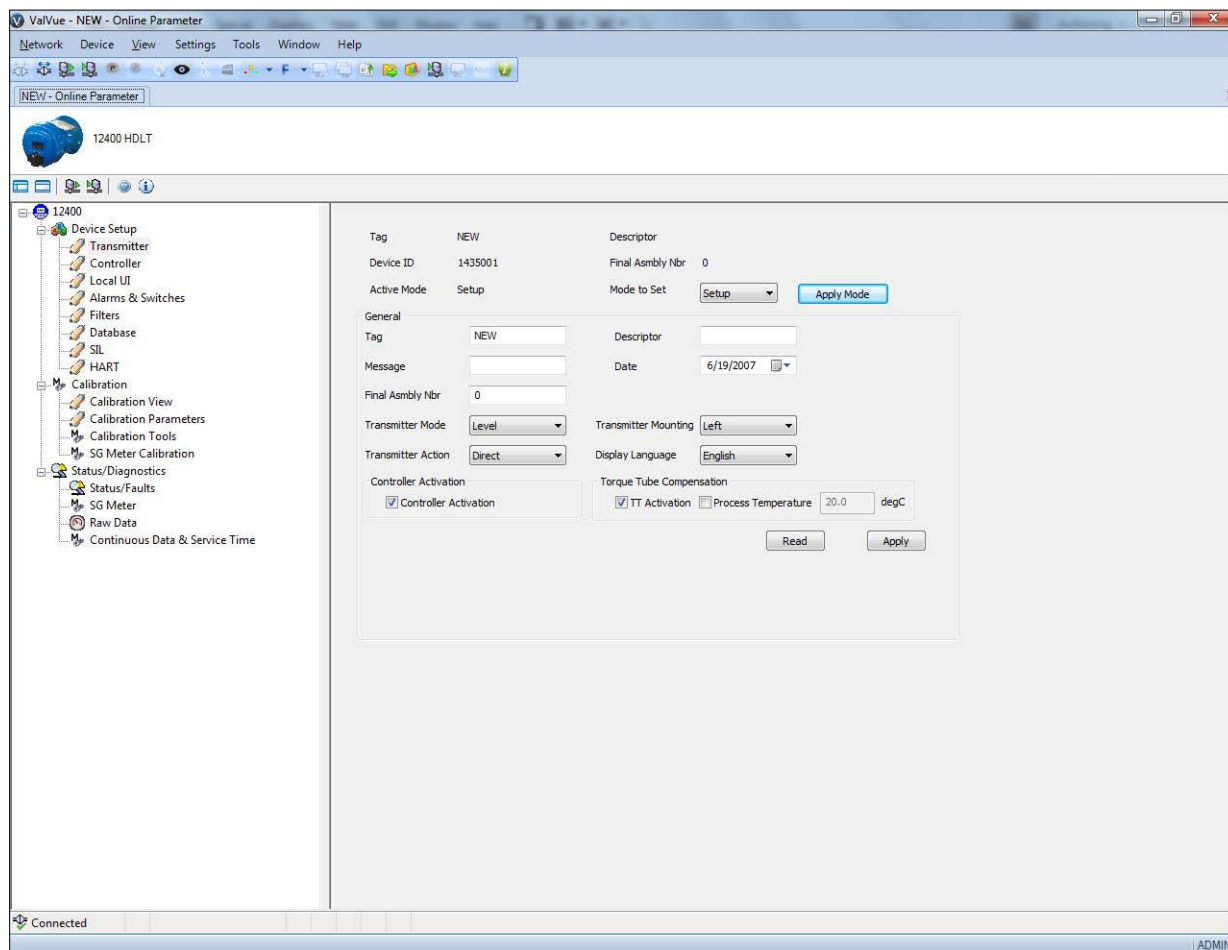 ValVue - NEW - Online Parameter
Network Device View Settings Tools Window Help
F
NEW - Online Parameter
12400 HDLT
12400
Device Setup
Transmitter
Controller
Local UI
Alarms & Switches
Filters
Database
SIL
HART
Calibration
Calibration View
Calibration Parameters
Calibration Tools
SG Meter Calibration
Status/Diagnostics
Status/Faults
SG Meter
Raw Data
Continuous Data & Service Time
Tag NEW Descriptor
Device ID 1435001 Final Asmbly Nbr 0
Active Mode Setup Mode to Set Setup Apply Mode
General
Tag NEW Descriptor
Message Date 6/19/2007
Final Asmbly Nbr 0
Transmitter Mode Level Transmitter Mounting Left
Transmitter Action Direct Display Language English
Controller Activation Torque Tube Compensation
Controller Activation TT Activation Process Temperature 20.0 degC
Read Apply
Connected
ADMIN